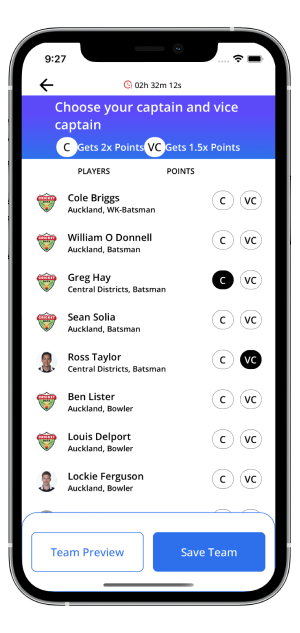 9:27
02h 32m 12s
Choose your captain and vice
captain
C Gets 2x Points VC Gets 1.5x Points
PLAYERS POINTS
Cole Briggs
Auckland, WK-Batsman
C VC
William O Donnell
Auckland, Batsman
C VC
Greg Hay
Central Districts, Batsman
C VC
Sean Solia
Auckland, Batsman
C VC
Ross Taylor
Central Districts, Batsman
C VC
Ben Lister
Auckland, Bowler
C VC
Louis Delport
Auckland, Bowler
C VC
Lockie Ferguson
Auckland, Bowler
C VC
Team Preview Save Team